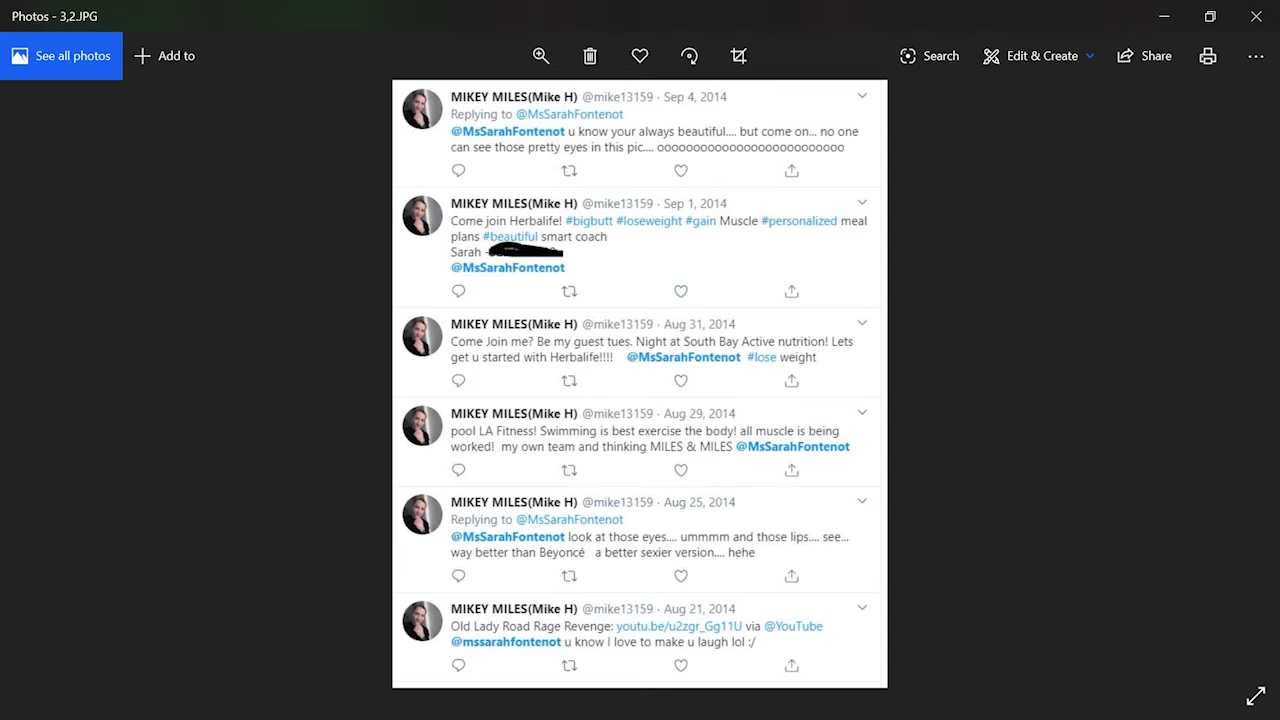 Photos - 3,2.JPG
See all photos
Add to
Search
Edit & Create
Share
MIKEY MILES(Mike H) @mike13159 · Sep 4, 2014
Replying to @MsSarahFontenot
@MsSarahFontenot u know your always beautiful.... but come on... no one
can see those pretty eyes in this pic.... oooooooooooooooooooooooooo
MIKEY MILES(Mike H) @mike13159 · Sep 1, 2014
Come join Herbalife! #bigbutt #loseweight #gain Muscle #personalized meal
plans #beautiful smart coach
Sarah -
@MsSarahFontenot
MIKEY MILES(Mike H) @mike13159 · Aug 31, 2014
Come Join me? Be my guest tues. Night at South Bay Active nutrition! Lets
get u started with Herbalife!!!! @MsSarahFontenot #lose weight
MIKEY MILES(Mike H) @mike13159 · Aug 29, 2014
pool LA Fitness! Swimming is best exercise the body! all muscle is being
worked! my own team and thinking MILES & MILES @MsSarahFontenot
MIKEY MILES(Mike H) @mike13159 · Aug 25, 2014
Replying to @MsSarahFontenot
@MsSarahFontenot look at those eyes.... ummmm and those lips.... see...
way better than Beyoncé a better sexier version.... hehe
MIKEY MILES(Mike H) @mike13159 · Aug 21, 2014
Old Lady Road Rage Revenge: youtu.be/u2zgr_Gg11U via @YouTube
@mssarahfontenot u know I love to make u laugh lol :/